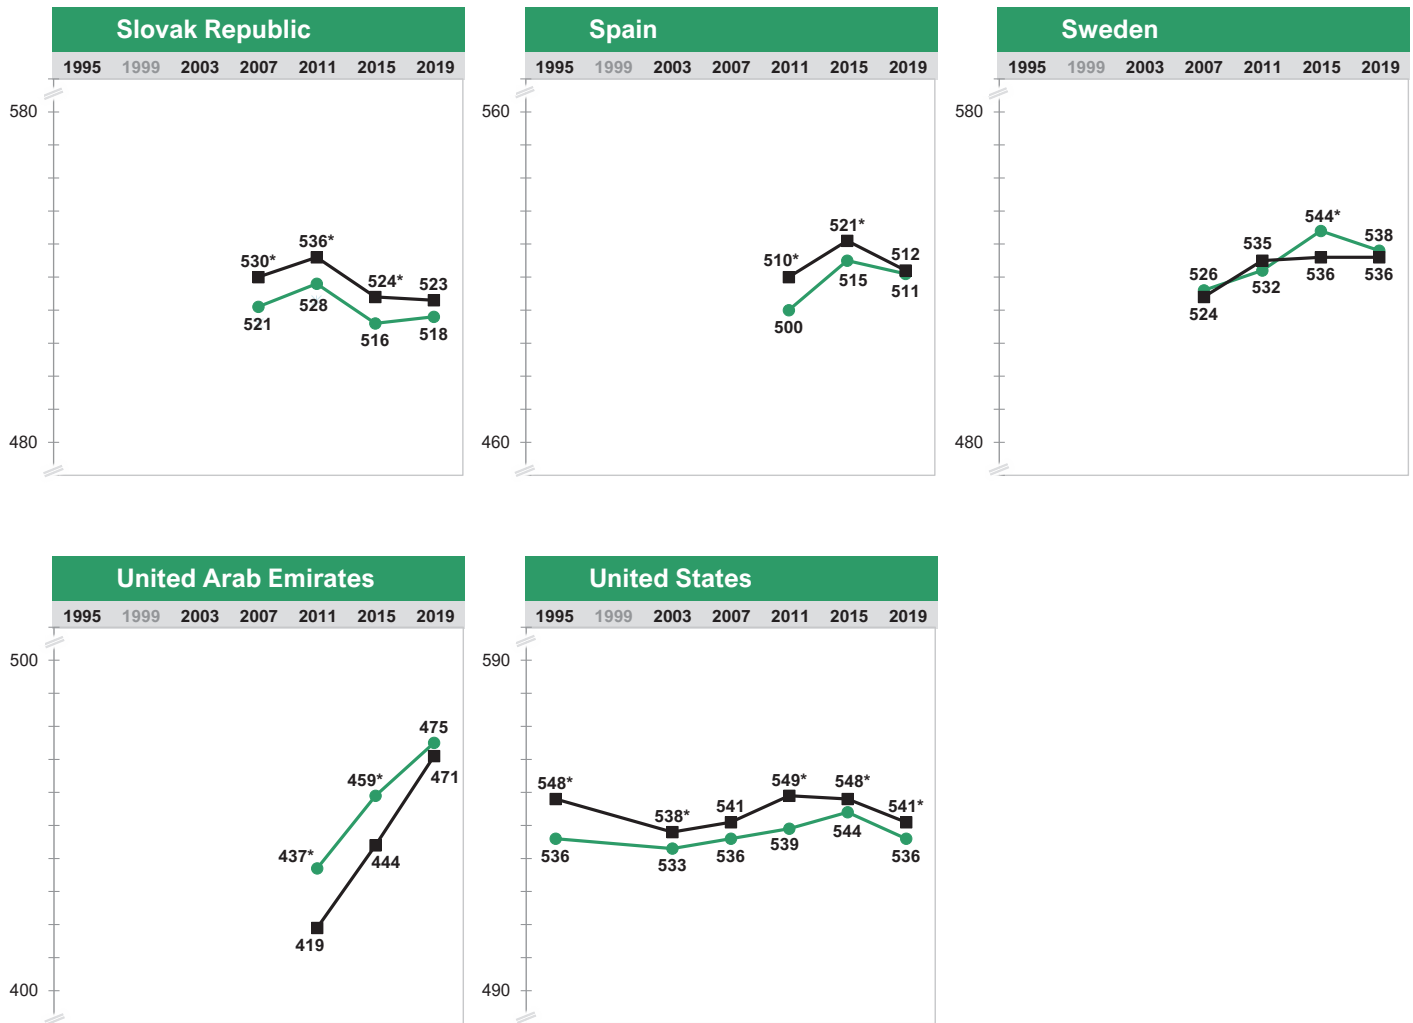 Slovak Republic
1995 1999 2003 2007 2011 2015 2019
580
530* 536* 524* 523
521 528 516 518
480
Spain
1995 1999 2003 2007 2011 2015 2019
560
510* 521* 512
500 515 511
460
Sweden
1995 1999 2003 2007 2011 2015 2019
580
526 535 544* 538
524 532 536 536
480
United Arab Emirates
1995 1999 2003 2007 2011 2015 2019
500
437* 459* 475
419 444 471
400
United States
1995 1999 2003 2007 2011 2015 2019
590
548* 538* 541 549* 548* 541*
536 533 536 539 544 536
490